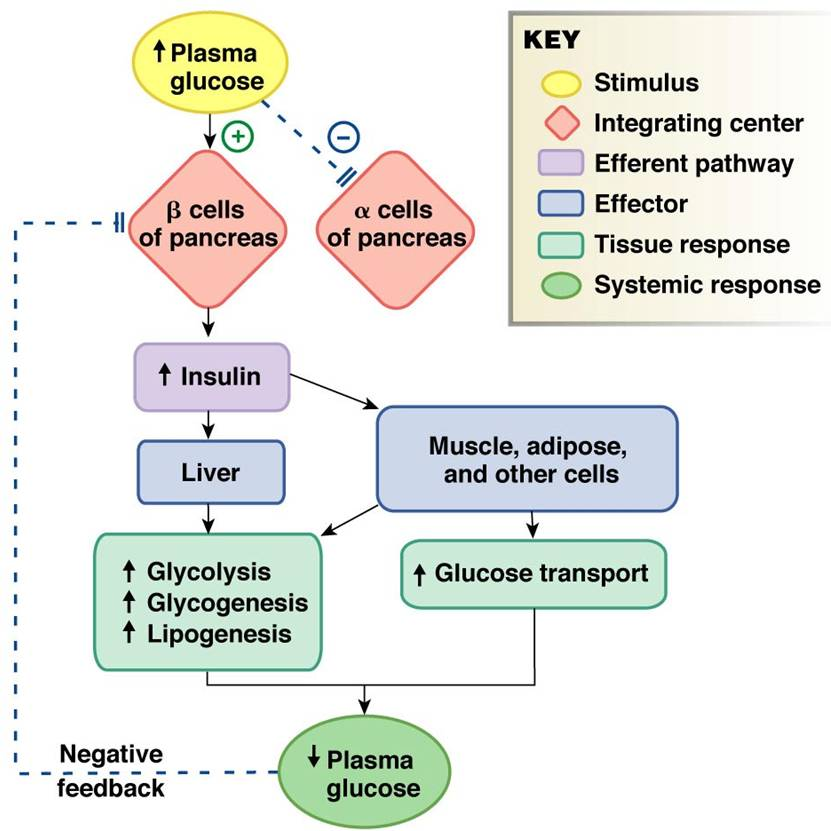 ↑ Plasma
glucose
+
−
β cells
of pancreas
α cells
of pancreas
↑ Insulin
Liver
Muscle, adipose,
and other cells
↑ Glycolysis
↑ Glycogenesis
↑ Lipogenesis
↑ Glucose transport
↓ Plasma
glucose
Negative
feedback
KEY
Stimulus
Integrating center
Efferent pathway
Effector
Tissue response
Systemic response